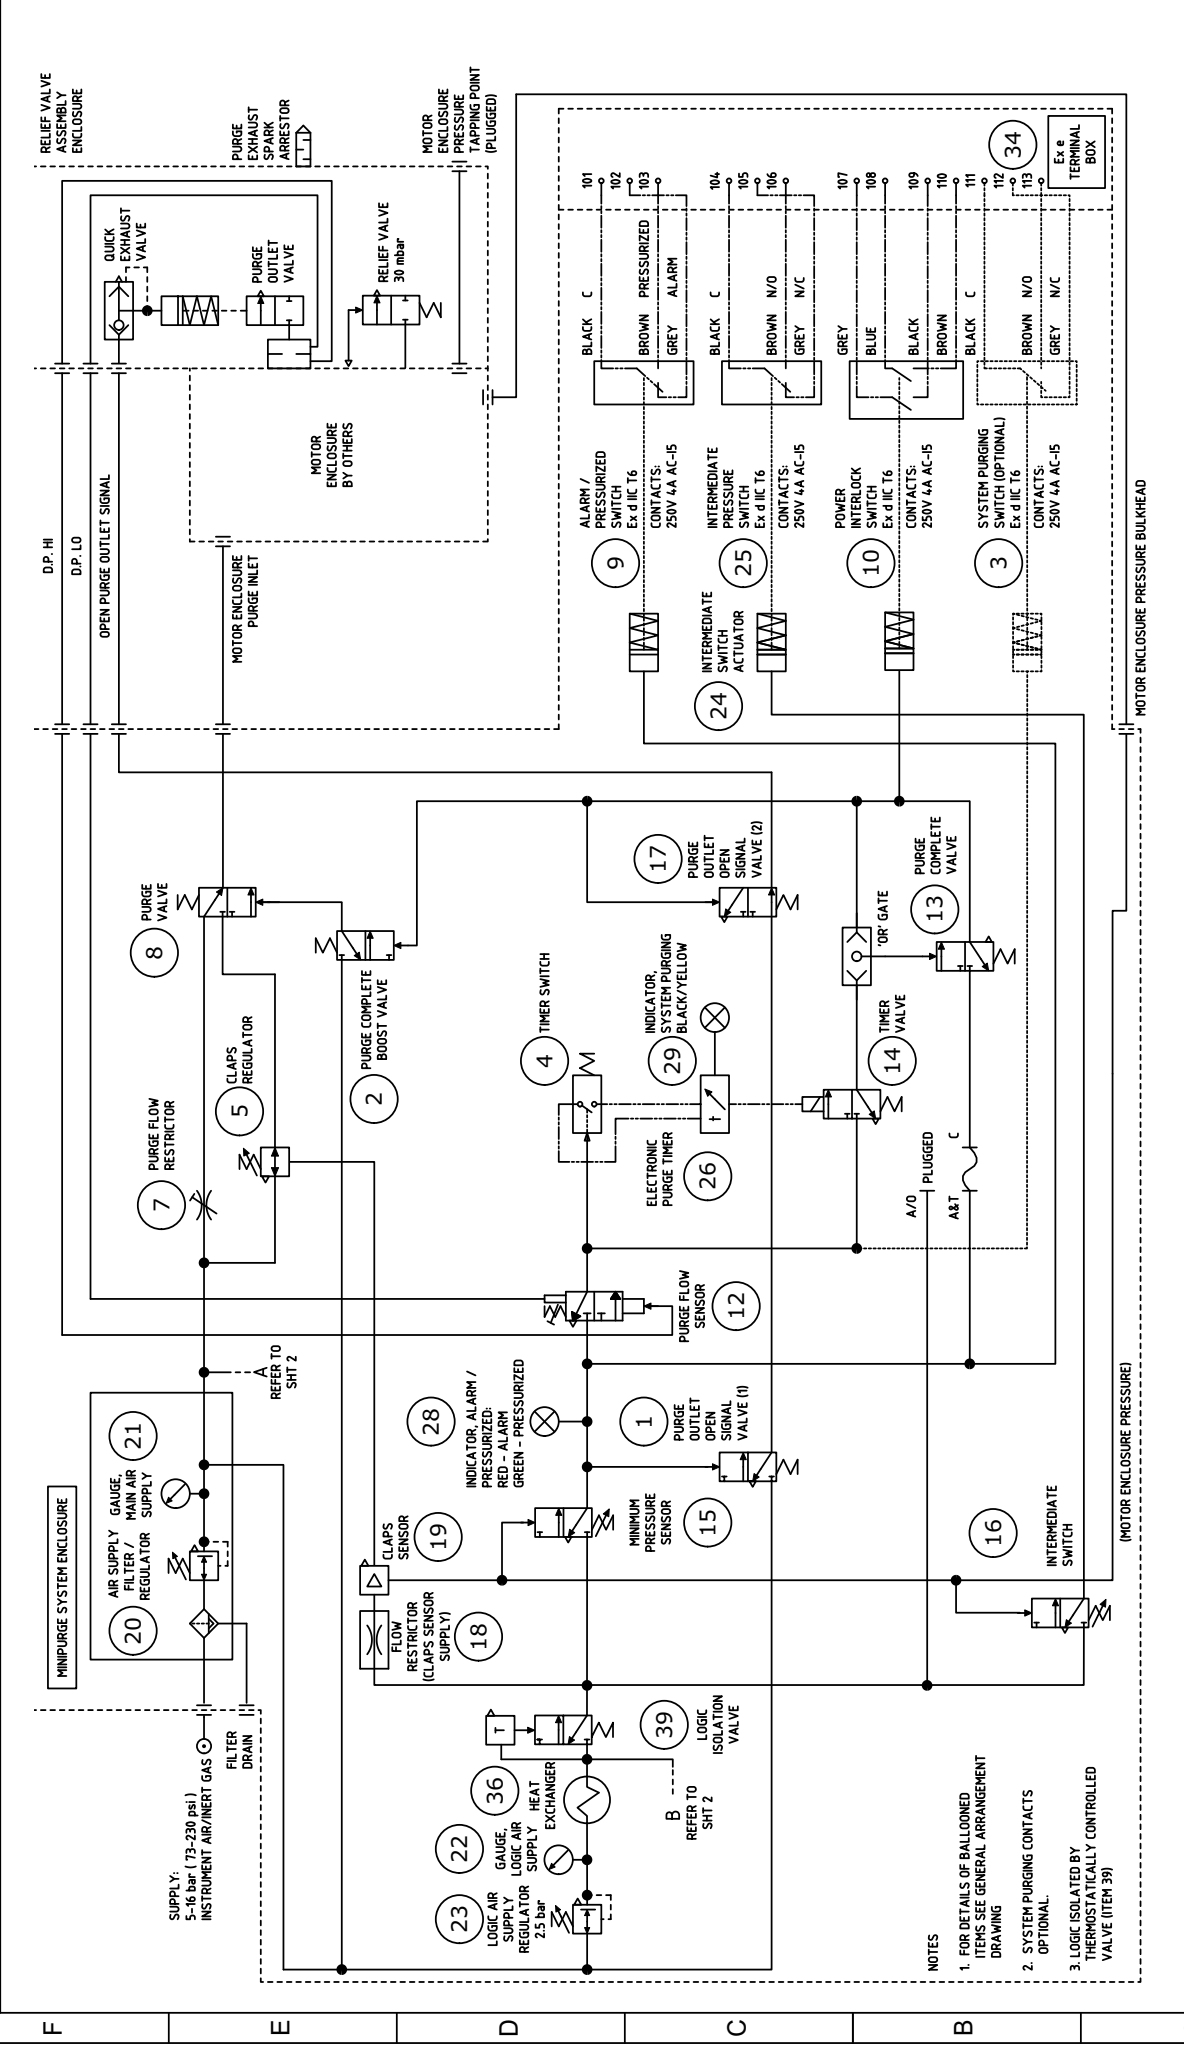 RELIEF VALVE
ASSEMBLY
ENCLOSURE
PURGE
EXHAUST
SPARK
ARRESTOR
MOTOR
ENCLOSURE
PRESSURE
TAPPING POINT
(PLUGGED)
QUICK
EXHAUST
VALVE
PURGE
OUTLET
VALVE
RELIEF VALVE
30 mbar
MOTOR
ENCLOSURE
BY OTHERS
D.P. HI
D.P. LO
OPEN PURGE OUTLET SIGNAL
MOTOR ENCLOSURE
PURGE INLET
101
102
103
104
105
106
107
108
109
110
111
112
113
34
Ex e
TERMINAL
BOX
BLACK C
BROWN PRESSURIZED
GREY ALARM
BLACK C
BROWN N/O
GREY N/C
GREY
BLUE
BLACK
BROWN
BLACK C
BROWN N/O
GREY N/C
ALARM /
PRESSURIZED
SWITCH
Ex d IIC T6
CONTACTS:
250V 4A AC-15
9
INTERMEDIATE
PRESSURE
SWITCH
Ex d IIC T6
CONTACTS:
250V 4A AC-15
25
POWER
INTERLOCK
SWITCH
Ex d IIC T6
CONTACTS:
250V 4A AC-15
10
SYSTEM PURGING
SWITCH (OPTIONAL)
Ex d IIC T6
CONTACTS:
250V 4A AC-15
3
INTERMEDIATE
SWITCH
ACTUATOR
24
MOTOR ENCLOSURE PRESSURE BULKHEAD
PURGE
VALVE
8
CLAPS
REGULATOR
5
PURGE FLOW
RESTRICTOR
7
PURGE COMPLETE
BOOST VALVE
2
17
PURGE
OUTLET
OPEN
SIGNAL
VALVE (2)
PURGE
COMPLETE
VALVE
13
'OR' GATE
TIMER SWITCH
4
INDICATOR,
SYSTEM PURGING
BLACK/YELLOW
29
TIMER
VALVE
14
ELECTRONIC
PURGE TIMER
26
t
A/O PLUGGED
A&T C
PURGE FLOW
SENSOR
12
A
REFER TO
SHT 2
21
GAUGE,
MAIN AIR
SUPPLY
AIR SUPPLY
FILTER /
REGULATOR
20
MINIPURGE SYSTEM ENCLOSURE
28
INDICATOR, ALARM /
PRESSURIZED:
RED - ALARM
GREEN - PRESSURIZED
1
PURGE
OUTLET
OPEN
SIGNAL
VALVE (1)
CLAPS
SENSOR
19
MINIMUM
PRESSURE
SENSOR
15
16
INTERMEDIATE
SWITCH
(MOTOR ENCLOSURE PRESSURE)
FLOW
RESTRICTOR
(CLAPS SENSOR
SUPPLY)
18
T
39
LOGIC
ISOLATION
VALVE
36
HEAT
EXCHANGER
B
REFER TO
SHT 2
22
GAUGE,
LOGIC AIR
SUPPLY
23
LOGIC AIR
SUPPLY
REGULATOR
2.5 bar
SUPPLY:
5-16 bar ( 73-230 psi )
INSTRUMENT AIR/INERT GAS
FILTER
DRAIN
NOTES
1. FOR DETAILS OF BALLOONED
ITEMS SEE GENERAL ARRANGEMENT
DRAWING
2. SYSTEM PURGING CONTACTS
OPTIONAL.
3. LOGIC ISOLATED BY
THERMOSTATICALLY CONTROLLED
VALVE (ITEM 39)
F
E
D
C
B